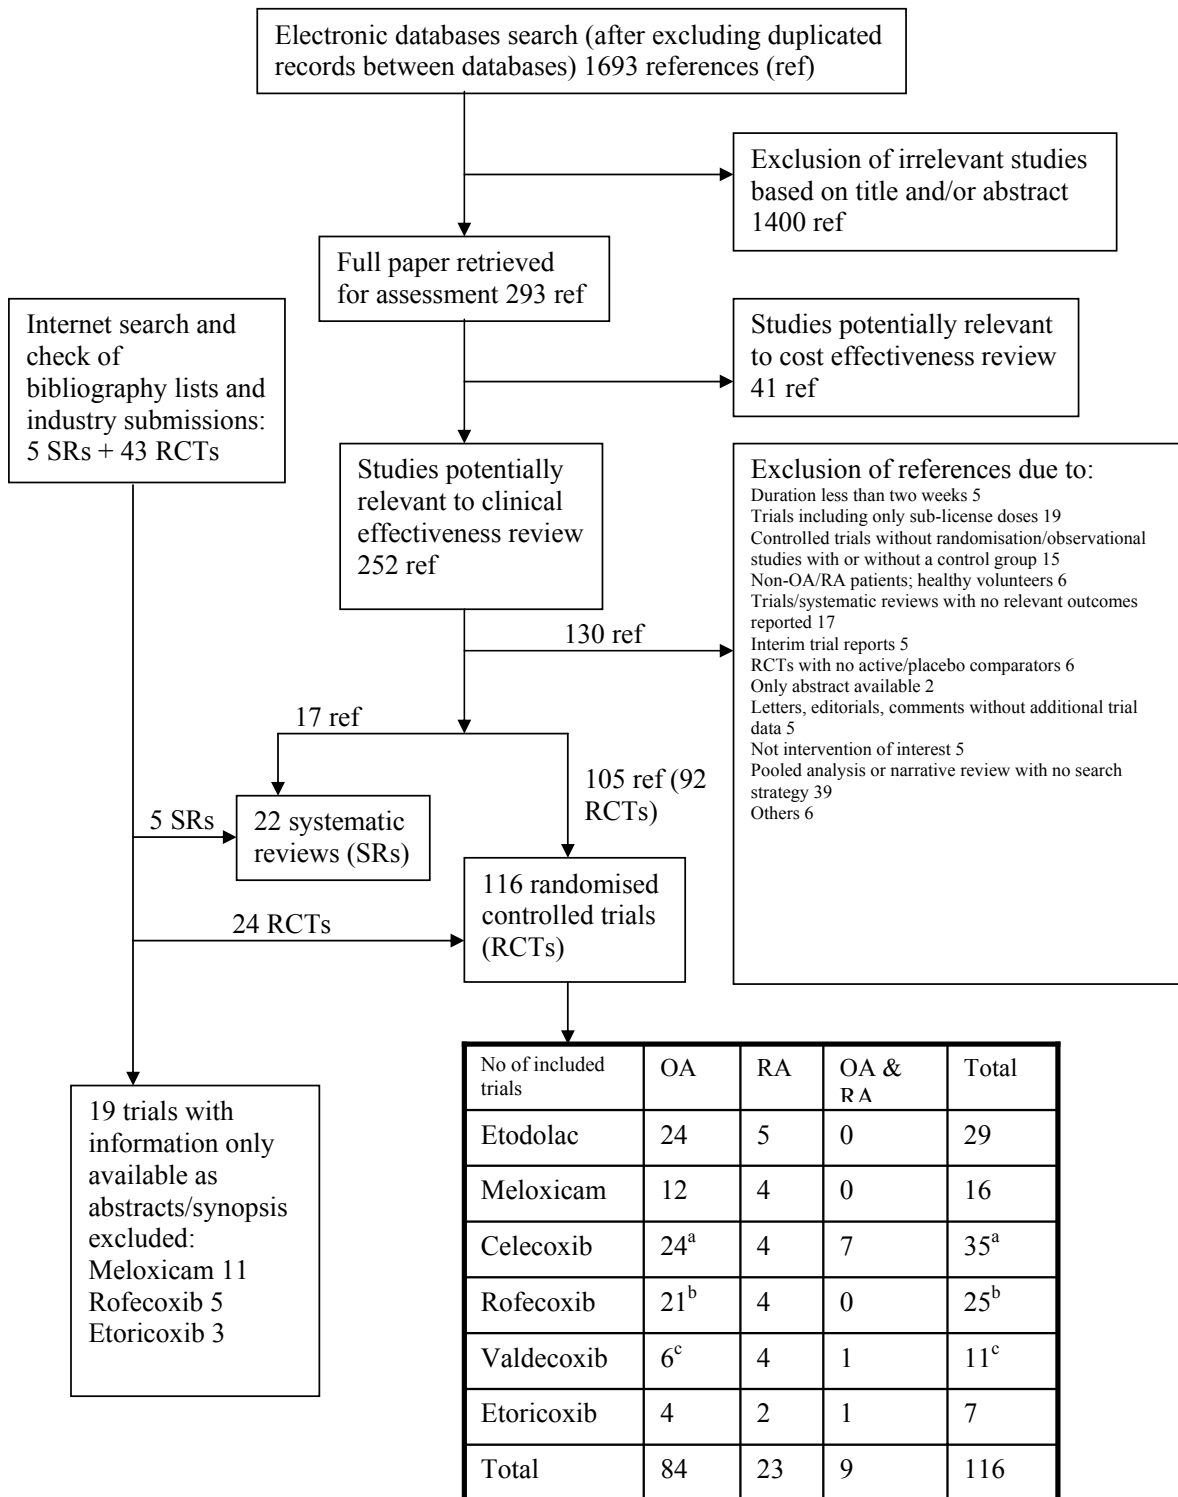 Electronic databases search (after excluding duplicated
records between databases) 1693 references (ref)
Exclusion of irrelevant studies
based on title and/or abstract
1400 ref
Full paper retrieved
for assessment 293 ref
Internet search and
check of
bibliography lists and
industry submissions:
5 SRs + 43 RCTs
Studies potentially relevant
to cost effectiveness review
41 ref
Studies potentially
relevant to clinical
effectiveness review
252 ref
Exclusion of references due to:
Duration less than two weeks 5
Trials including only sub-license doses 19
Controlled trials without randomisation/observational
studies with or without a control group 15
Non-OA/RA patients; healthy volunteers 6
Trials/systematic reviews with no relevant outcomes
reported 17
Interim trial reports 5
RCTs with no active/placebo comparators 6
Only abstract available 2
Letters, editorials, comments without additional trial
data 5
Not intervention of interest 5
Pooled analysis or narrative review with no search
strategy 39
Others 6
130 ref
17 ref
105 ref (92
RCTs)
5 SRs
22 systematic
reviews (SRs)
116 randomised
controlled trials
(RCTs)
24 RCTs
19 trials with
information only
available as
abstracts/synopsis
excluded:
Meloxicam 11
Rofecoxib 5
Etoricoxib 3
No of included
trials OA RA OA &
RA Total
Etodolac 24 5 0 29
Meloxicam 12 4 0 16
Celecoxib 24a 4 7 35a
Rofecoxib 21b 4 0 25b
Valdecoxib 6c 4 1 11c
Etoricoxib 4 2 1 7
Total 84 23 9 116